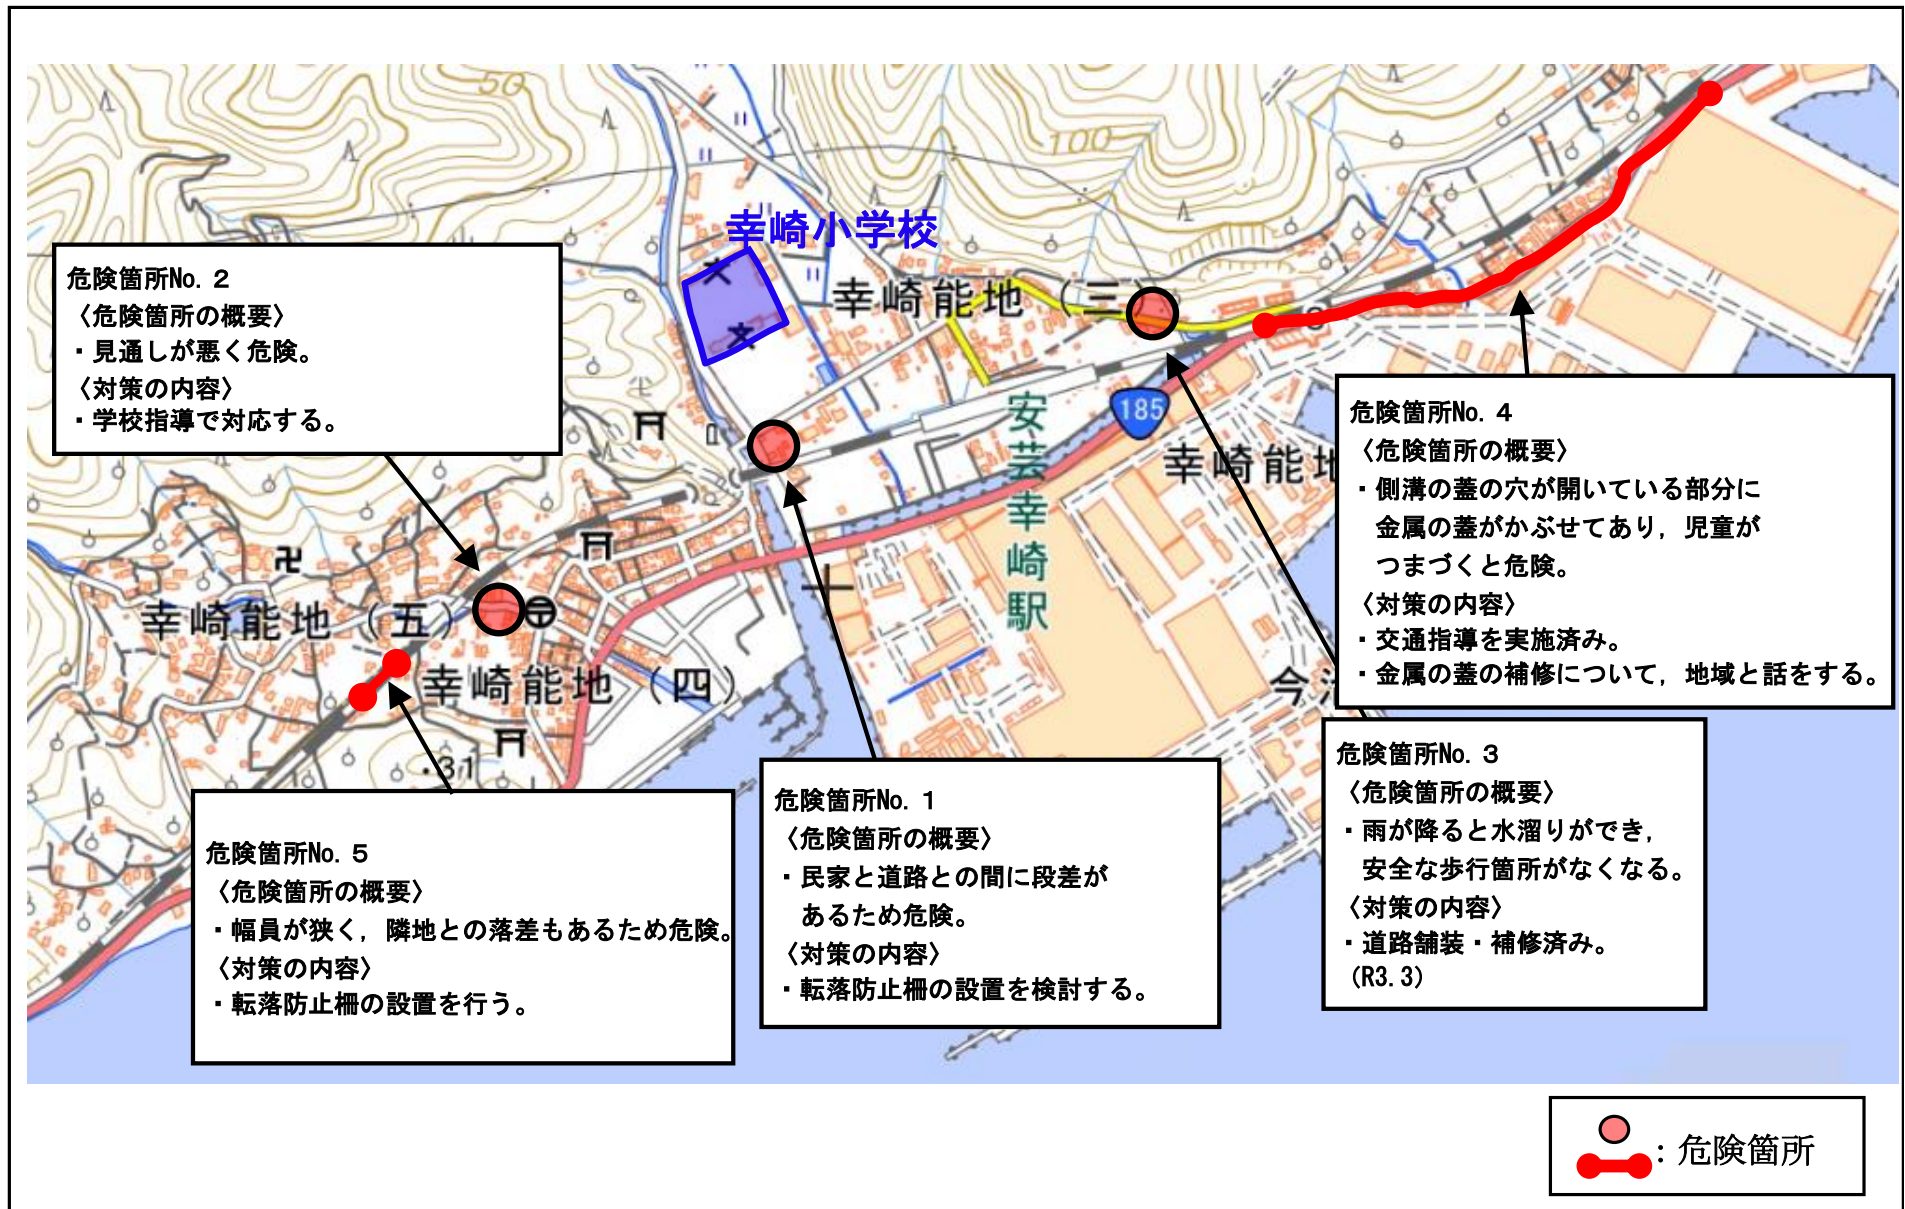 50
100
幸崎小学校
幸崎能地（三）
危険箇所No. 2
〈危険箇所の概要〉
・見通しが悪く危険。
〈対策の内容〉
・学校指導で対応する。
185
安芸幸崎駅
幸崎能地
危険箇所No. 4
〈危険箇所の概要〉
・側溝の蓋の穴が開いている部分に
金属の蓋がかぶせてあり，児童が
つまづくと危険。
〈対策の内容〉
・交通指導を実施済み。
・金属の蓋の補修について，地域と話をする。
幸崎能地（五）
幸崎能地（四）
・31
今
危険箇所No. 5
〈危険箇所の概要〉
・幅員が狭く，隣地との落差もあるため危険。
〈対策の内容〉
・転落防止柵の設置を行う。
危険箇所No. 1
〈危険箇所の概要〉
・民家と道路との間に段差が
あるため危険。
〈対策の内容〉
・転落防止柵の設置を検討する。
危険箇所No. 3
〈危険箇所の概要〉
・雨が降ると水溜りができ，
安全な歩行箇所がなくなる。
〈対策の内容〉
・道路舗装・補修済み。
(R3.3)
：危険箇所